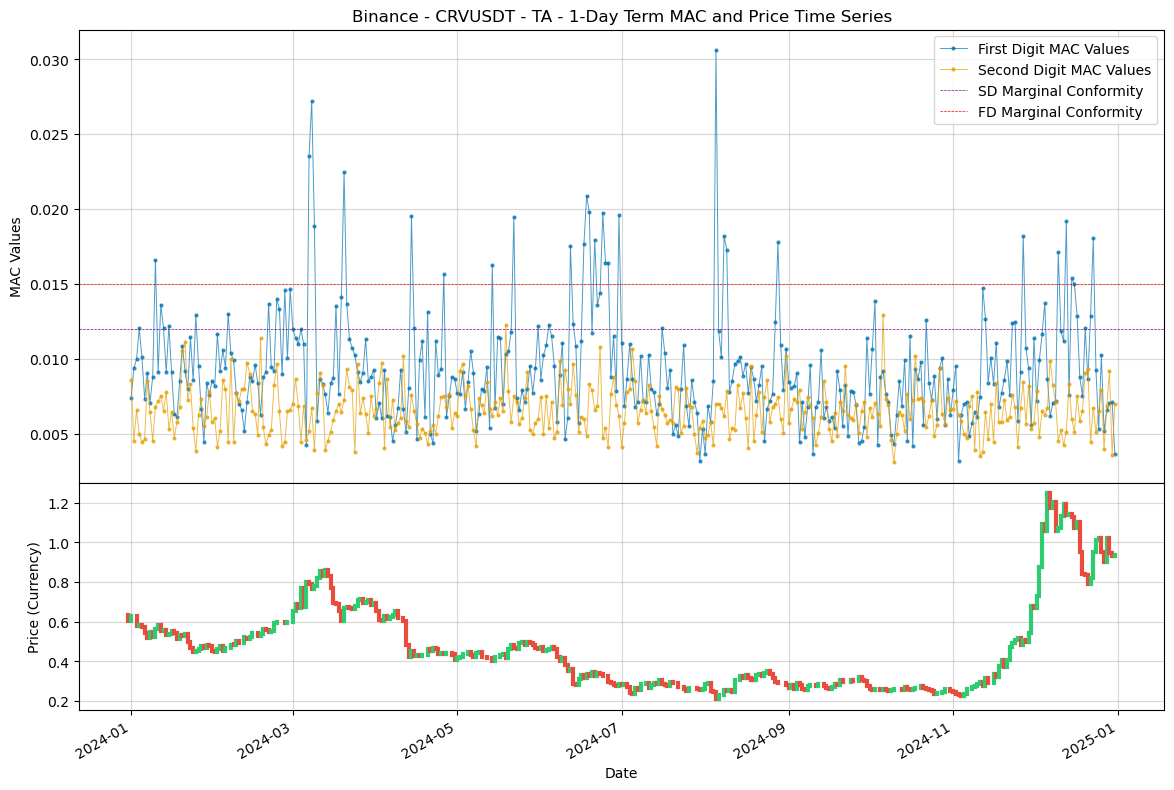 Binance - CRVUSDT - TA - 1-Day Term MAC and Price Time Series
First Digit MAC Values
Second Digit MAC Values
SD Marginal Conformity
FD Marginal Conformity
MAC Values
0.030
0.025
0.020
0.015
0.010
0.005
Price (Currency)
1.2
1.0
0.8
0.6
0.4
0.2
2024-01
2024-03
2024-05
2024-07
2024-09
2024-11
2025-01
Date